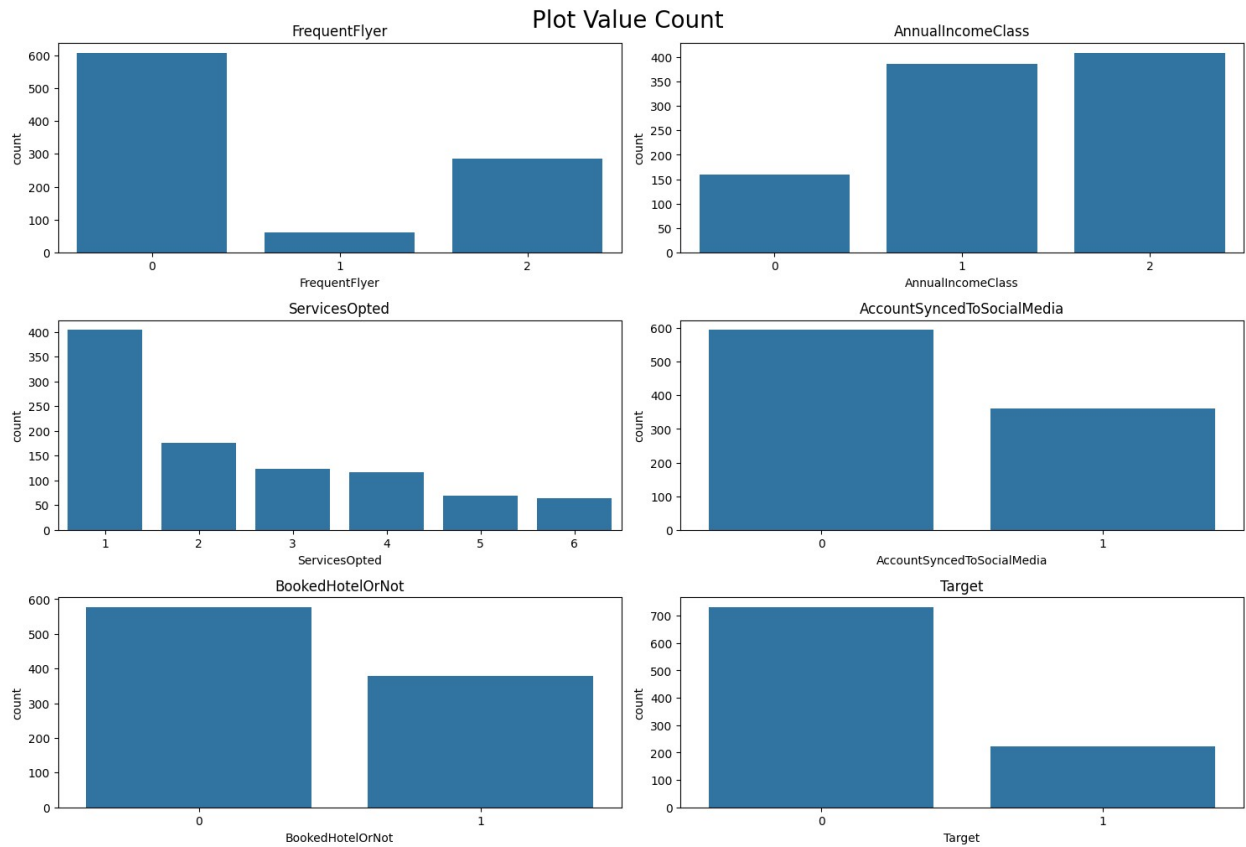 Plot Value Count
FrequentFlyer
600
500
400
300
200
100
0
count
0 1 2
FrequentFlyer
AnnualIncomeClass
400
350
300
250
200
150
100
50
0
count
0 1 2
AnnualIncomeClass
ServicesOpted
400
350
300
250
200
150
100
50
0
count
1 2 3 4 5 6
ServicesOpted
AccountSyncedToSocialMedia
600
500
400
300
200
100
0
count
0 1
AccountSyncedToSocialMedia
BookedHotelOrNot
600
500
400
300
200
100
0
count
0 1
BookedHotelOrNot
Target
700
600
500
400
300
200
100
0
count
0 1
Target